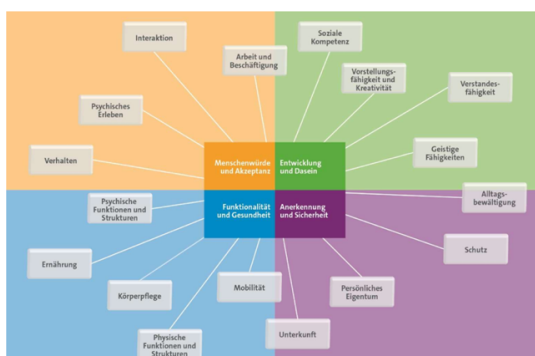 Interaktion
Soziale
Kompetenz
Arbeit und
Beschäftigung
Vorstellungs-
fähigkeit und
Kreativität
Verstandes-
fähigkeit
Psychisches
Erleben
Verhalten
Menschenwürde
und Akzeptanz
Entwicklung
und Dasein
Geistige
Fähigkeiten
Psychische
Funktionen und
Strukturen
Funktionalität
und Gesundheit
Anerkennung
und Sicherheit
Alltags-
bewältigung
Ernährung
Körperpflege
Mobilität
Persönliches
Eigentum
Schutz
Physische
Funktionen und
Strukturen
Unterkunft